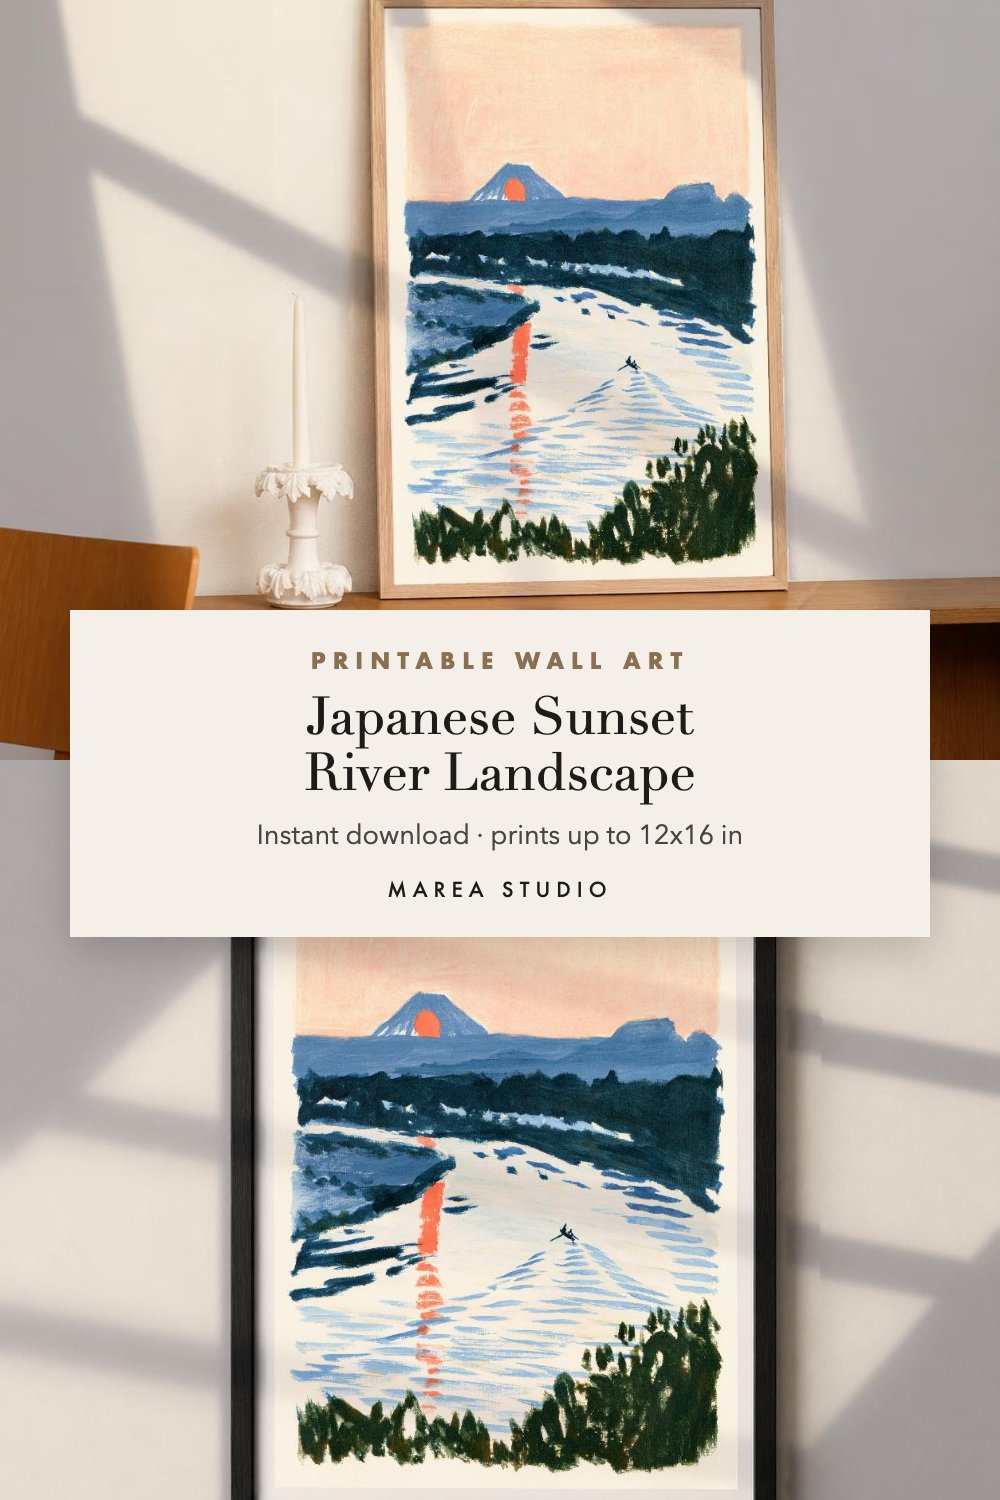 PRINTABLE WALL ART
Japanese Sunset
River Landscape
Instant download · prints up to 12x16 in
MAREA STUDIO